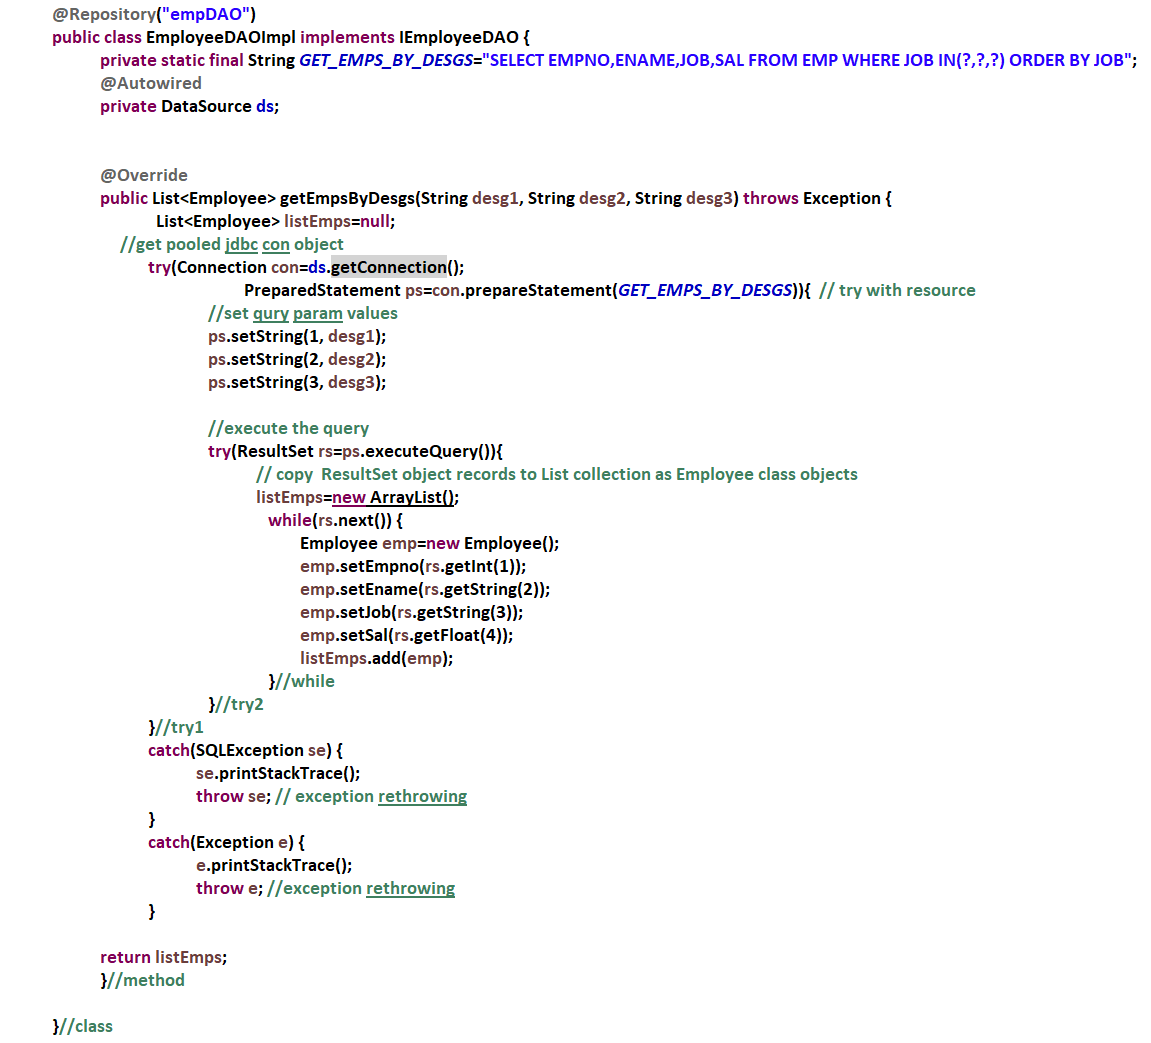 @Repository("empDAO")
public class EmployeeDAOImpl implements IEmployeeDAO {
private static final String GET_EMPS_BY_DESGS="SELECT EMPNO,ENAME,JOB,SAL FROM EMP WHERE JOB IN(?,?,?) ORDER BY JOB";
@Autowired
private DataSource ds;
@Override
public List<Employee> getEmpsByDesgs(String desg1, String desg2, String desg3) throws Exception {
List<Employee> listEmps=null;
//get pooled jdbc con object
try(Connection con=ds.getConnection();
PreparedStatement ps=con.prepareStatement(GET_EMPS_BY_DESGS)){ // try with resource
//set qury param values
ps.setString(1, desg1);
ps.setString(2, desg2);
ps.setString(3, desg3);
//execute the query
try(ResultSet rs=ps.executeQuery()){
// copy  ResultSet object records to List collection as Employee class objects
listEmps=new ArrayList();
while(rs.next()) {
Employee emp=new Employee();
emp.setEmpno(rs.getInt(1));
emp.setEname(rs.getString(2));
emp.setJob(rs.getString(3));
emp.setSal(rs.getFloat(4));
listEmps.add(emp);
}//while
}//try2
}//try1
catch(SQLException se) {
se.printStackTrace();
throw se; // exception rethrowing
}
catch(Exception e) {
e.printStackTrace();
throw e; //exception rethrowing
}
return listEmps;
}//method
}//class